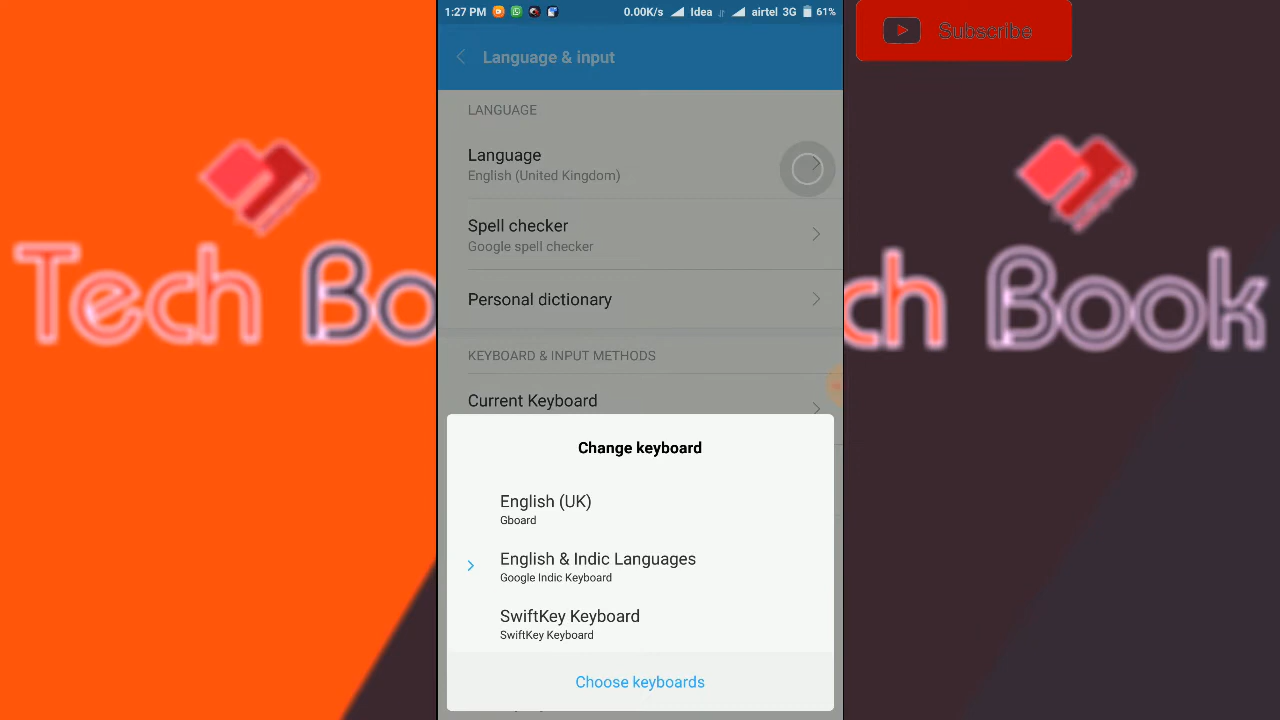 1:27 PM 0.00K/s Idea airtel 3G 61%
Subscribe
Language & input
LANGUAGE
Language
English (United Kingdom)
Spell checker
Google spell checker
Personal dictionary
Tech Bo
ch Book
KEYBOARD & INPUT METHODS
Current Keyboard
Change keyboard
English (UK)
Gboard
English & Indic Languages
Google Indic Keyboard
SwiftKey Keyboard
SwiftKey Keyboard
Choose keyboards